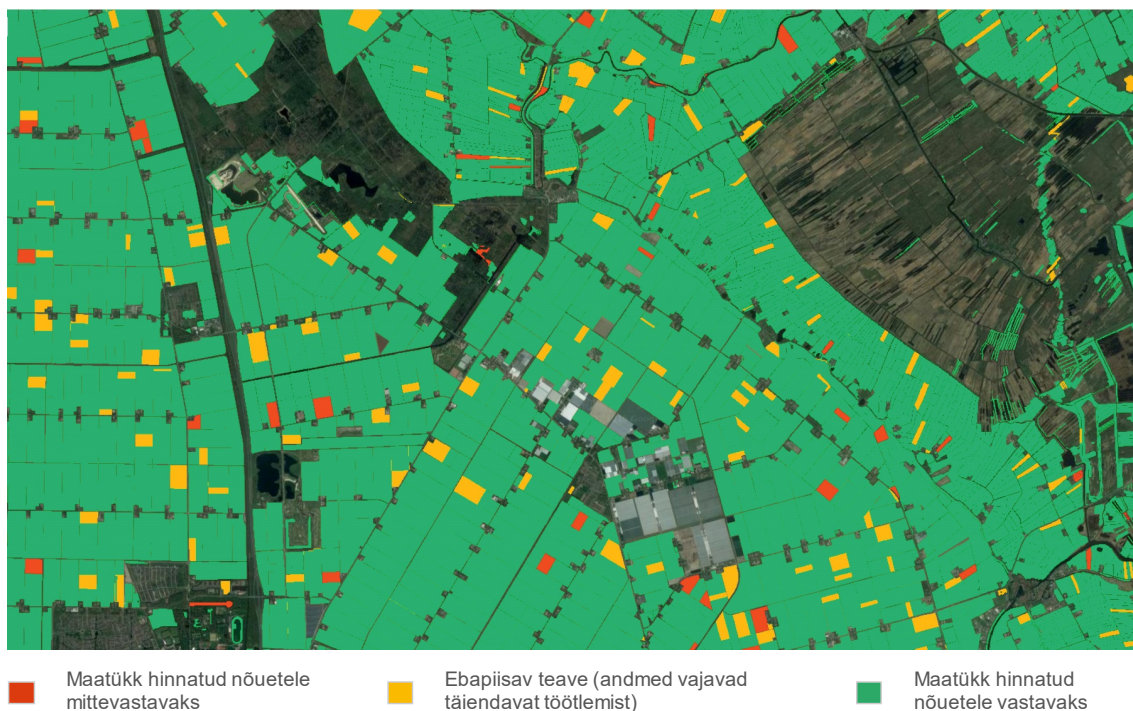 Maatükk hinnatud nõuetele
mittevastavaks
Ebapiisav teave (andmed vajavad
täiendavat töötlemist)
Maatükk hinnatud
nõuetele vastavaks